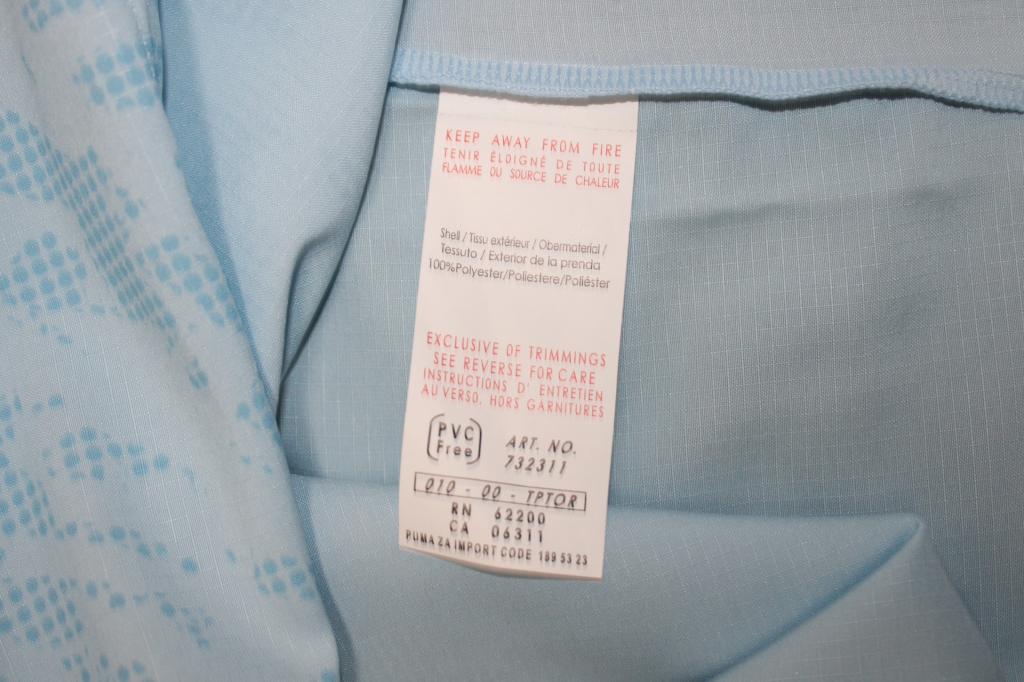 KEEP AWAY FROM FIRE
TENIR ÉLOIGNÉ DE TOUTE
FLAMME OU SOURCE DE CHALEUR
Shell / Tissu extérieur / Obermaterial /
Tessuto / Exterior de la prenda
100%Polyester/Poliestere/Poliéster
EXCLUSIVE OF TRIMMINGS
SEE REVERSE FOR CARE
INSTRUCTIONS D' ENTRETIEN
AU VERSO, HORS GARNITURES
PVC
Free
ART. NO.
732311
010 - 00 - TPTOR
RN 62200
CA 06311
PUMA ZA IMPORT CODE 189 53 23